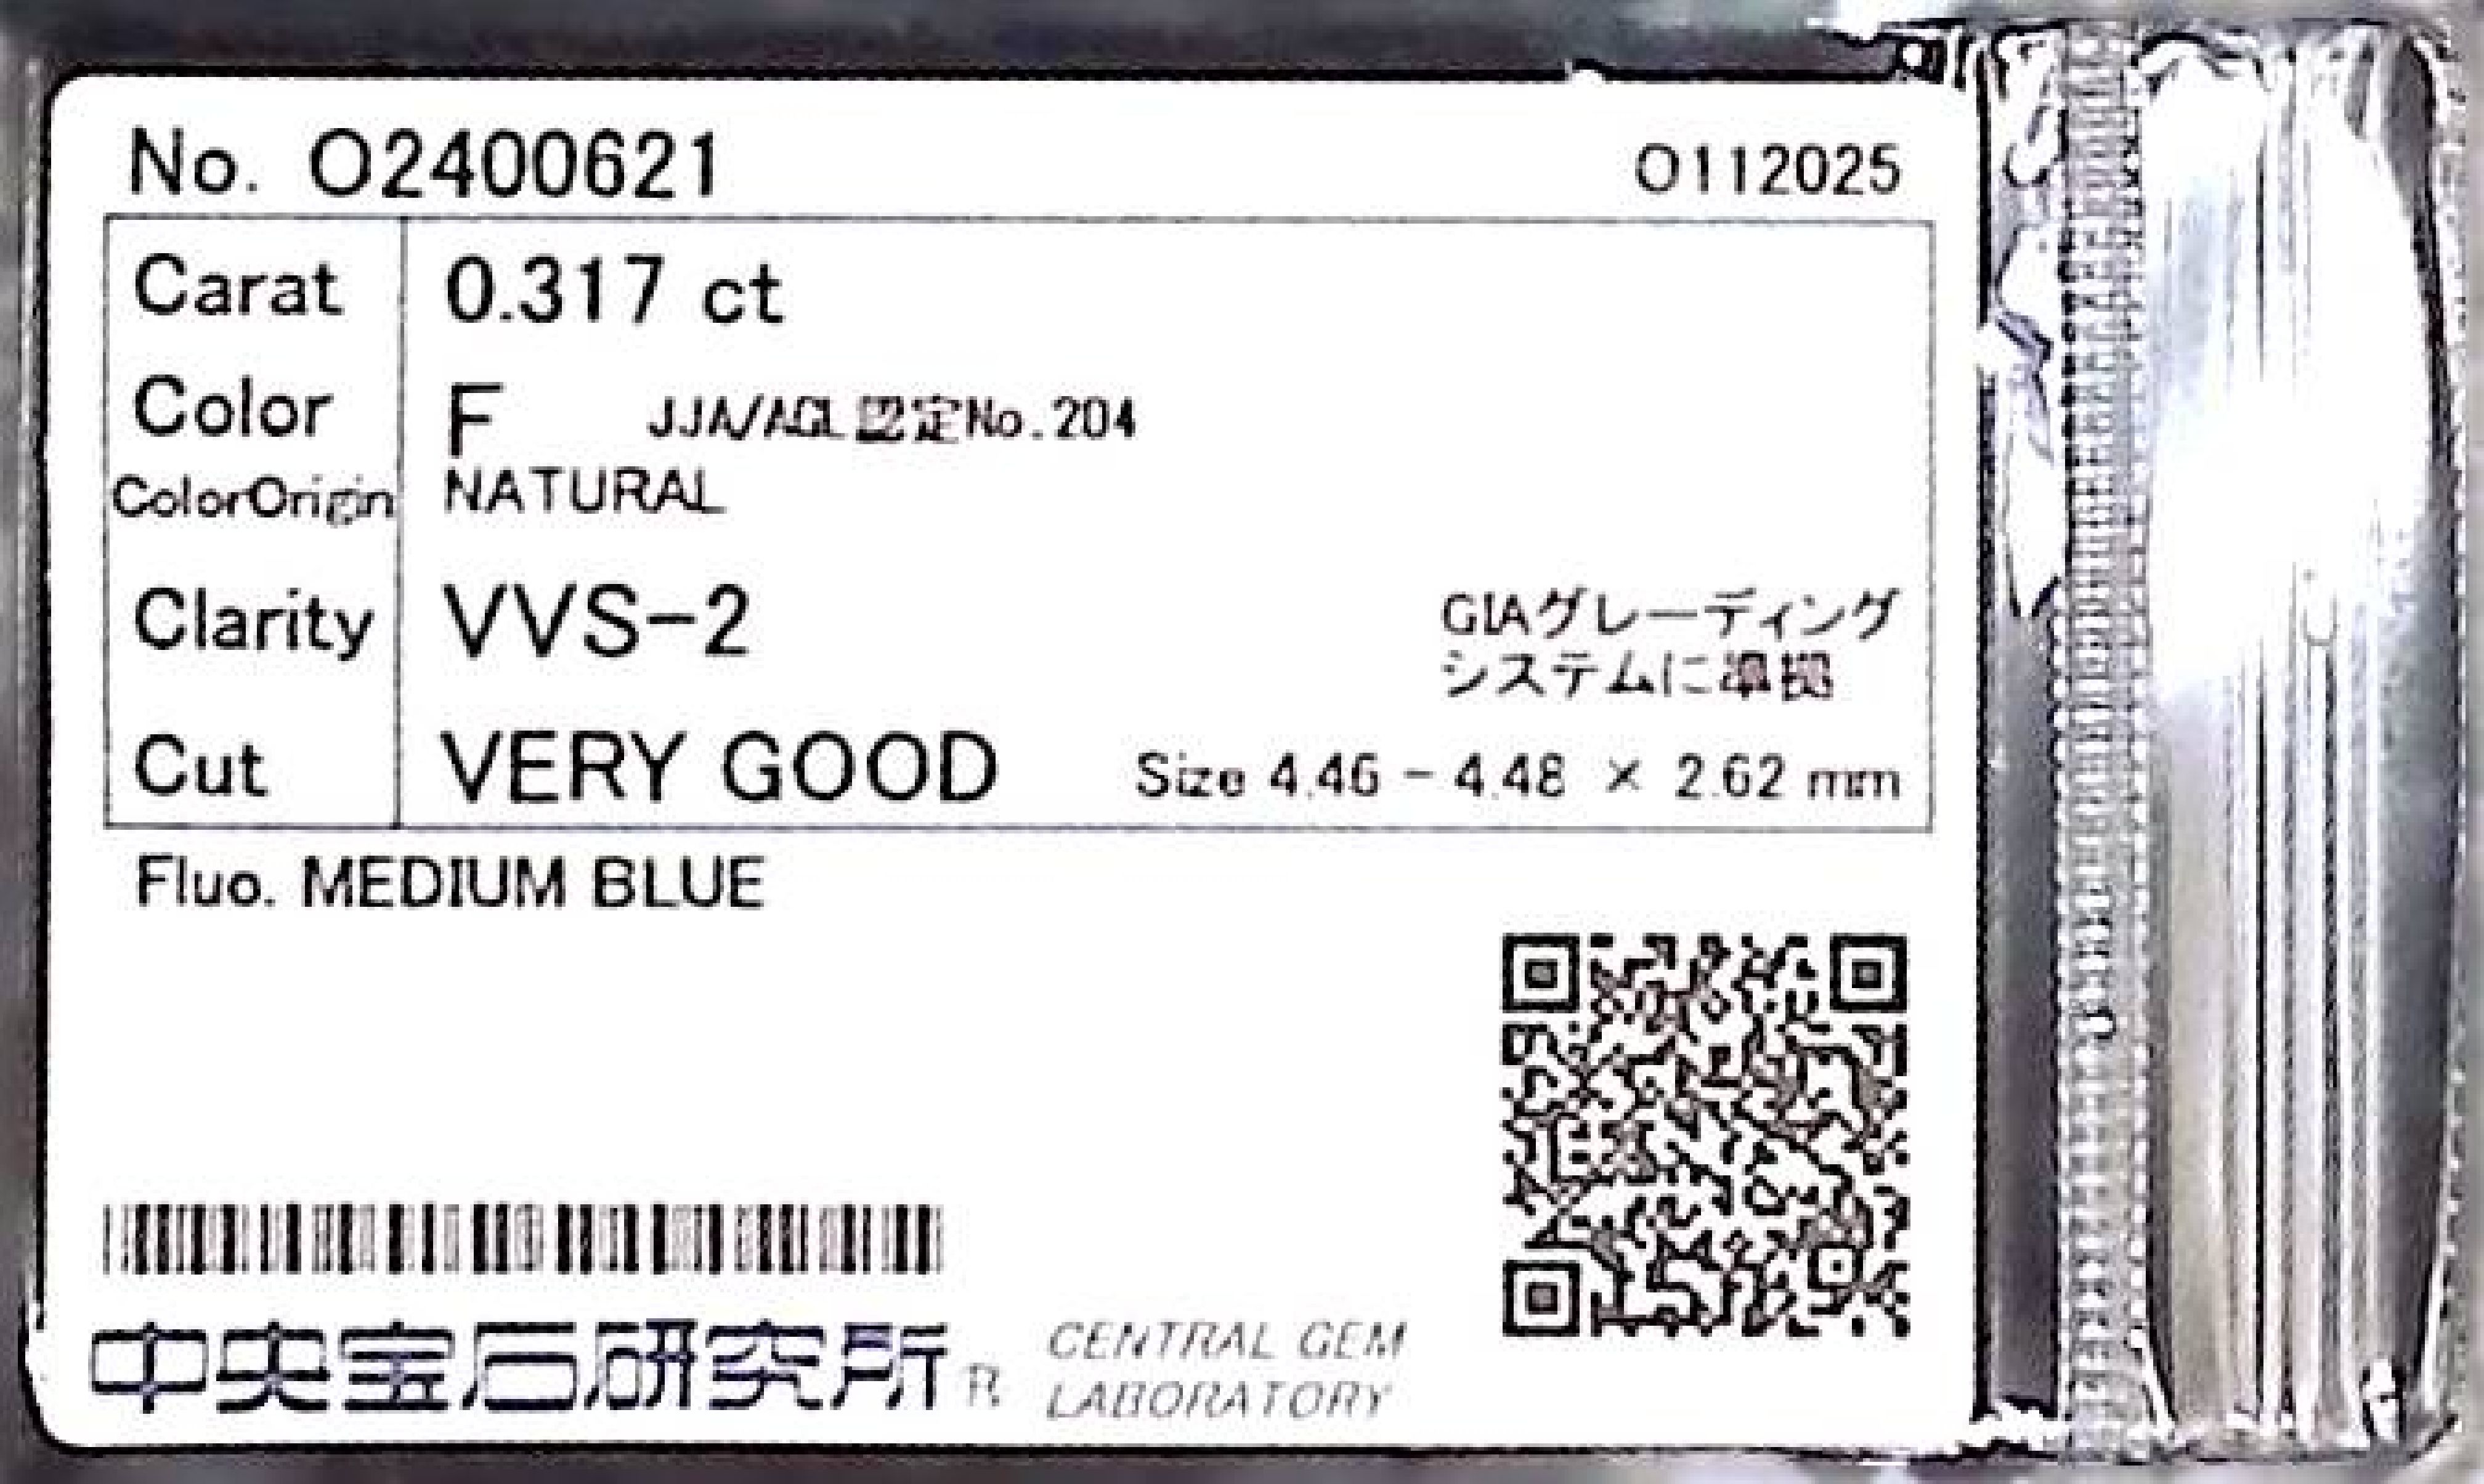 No. O2400621 O112025
Carat 0.317 ct
Color F JJA/AGL認定No.204
ColorOrigin NATURAL
Clarity VVS-2
GIAグレーディング
システムに準拠
Cut VERY GOOD Size 4.46 - 4.48 × 2.62 mm
Fluo. MEDIUM BLUE
中央宝石研究所 R
CENTRAL GEM
LABORATORY